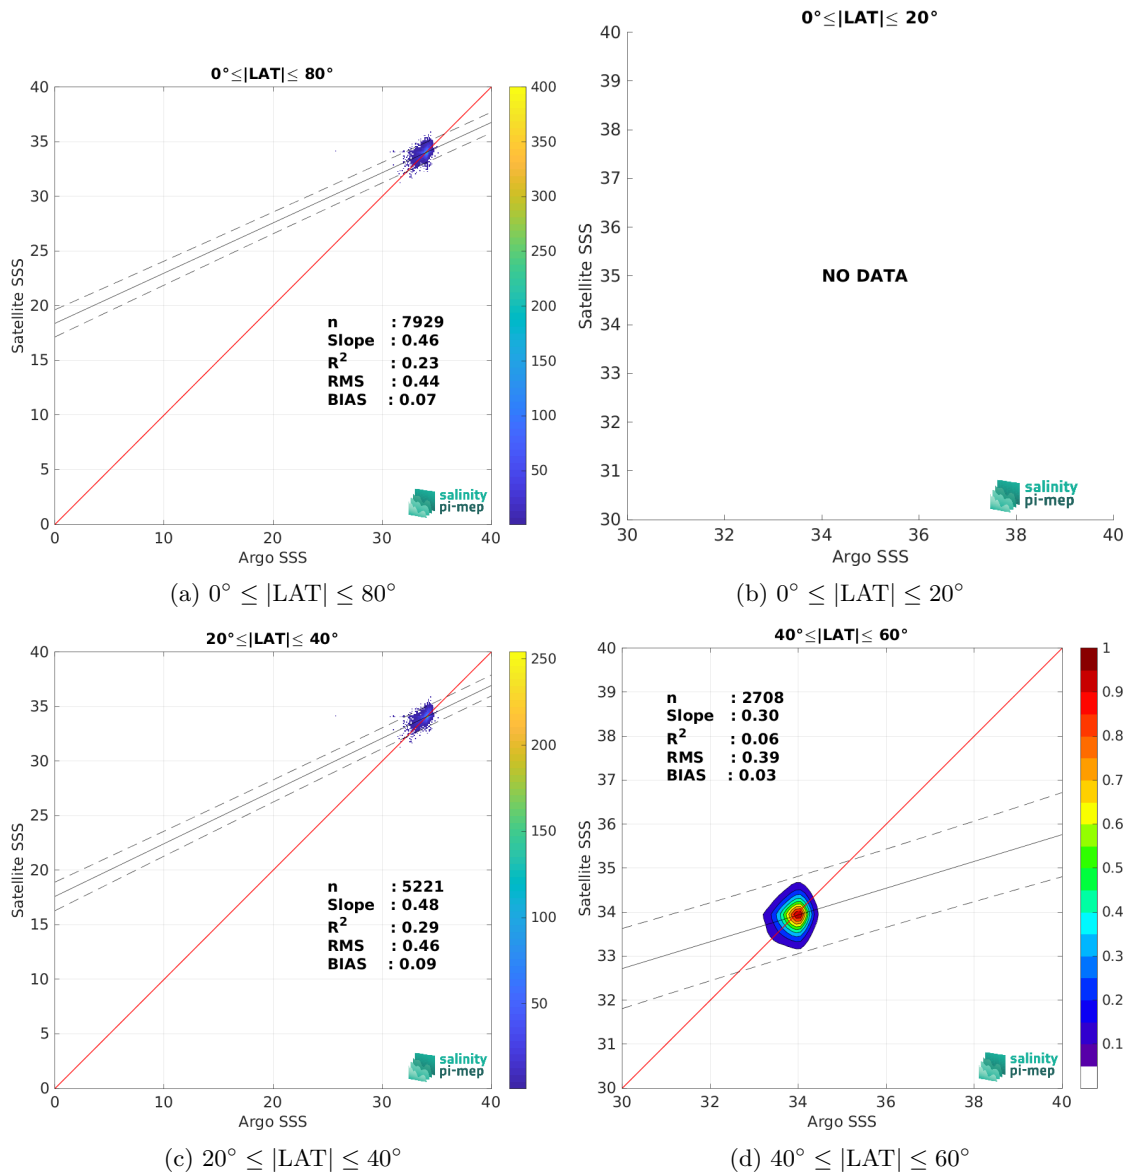 0°≤|LAT|≤ 80°
40
35
30
25
20
15
10
5
0
0
10
20
30
40
Satellite SSS
Argo SSS
n : 7929
Slope : 0.46
R² : 0.23
RMS : 0.44
BIAS : 0.07
salinity
pi-mep
400
350
300
250
200
150
100
50
(a) 0° ≤ |LAT| ≤ 80°
0°≤|LAT|≤ 20°
40
39
38
37
36
35
34
33
32
31
30
30
32
34
36
38
40
Satellite SSS
Argo SSS
NO DATA
salinity
pi-mep
(b) 0° ≤ |LAT| ≤ 20°
20°≤|LAT|≤ 40°
40
35
30
25
20
15
10
5
0
0
10
20
30
40
Satellite SSS
Argo SSS
n : 5221
Slope : 0.48
R² : 0.29
RMS : 0.46
BIAS : 0.09
salinity
pi-mep
250
200
150
100
50
(c) 20° ≤ |LAT| ≤ 40°
40°≤|LAT|≤ 60°
40
39
38
37
36
35
34
33
32
31
30
30
32
34
36
38
40
Satellite SSS
Argo SSS
n : 2708
Slope : 0.30
R² : 0.06
RMS : 0.39
BIAS : 0.03
salinity
pi-mep
1
0.9
0.8
0.7
0.6
0.5
0.4
0.3
0.2
0.1
(d) 40° ≤ |LAT| ≤ 60°